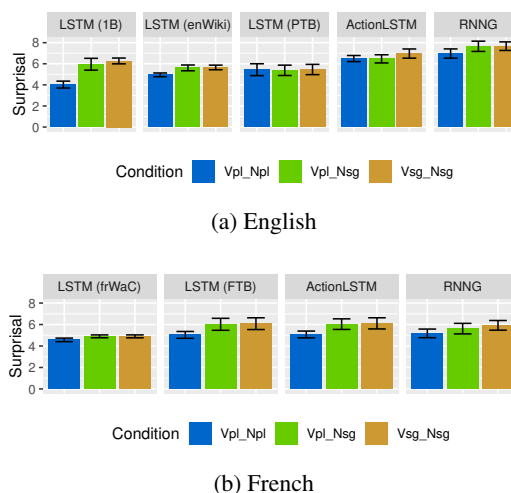 LSTM (1B) LSTM (enWiki) LSTM (PTB) ActionLSTM RNNG
Surprisal
8
6
4
2
0
Condition Vpl_Npl Vpl_Nsg Vsg_Nsg
(a) English
LSTM (frWaC) LSTM (FTB) ActionLSTM RNNG
Surprisal
8
6
4
2
0
Condition Vpl_Npl Vpl_Nsg Vsg_Nsg
(b) French